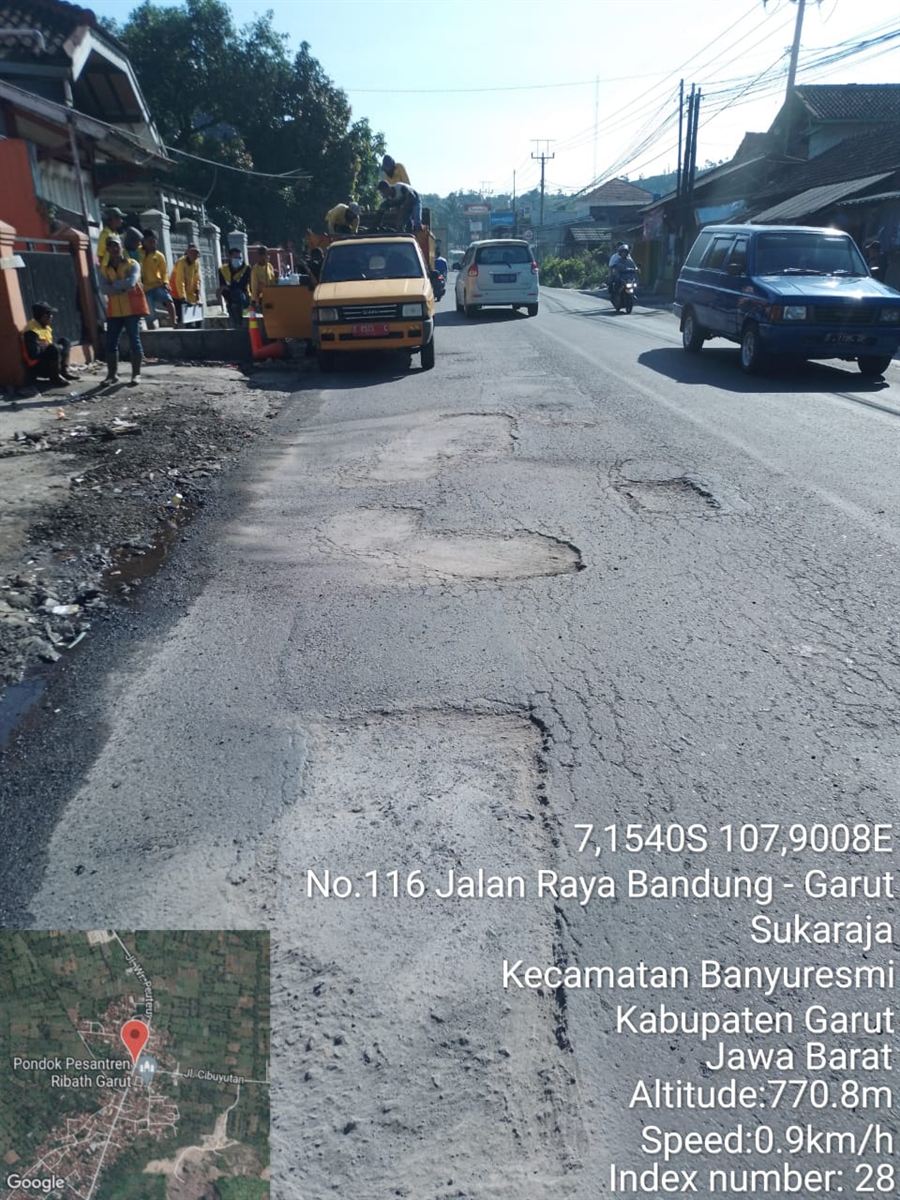 7,1540S 107,9008E
No.116 Jalan Raya Bandung - Garut
Sukaraja
Kecamatan Banyuresmi
Kabupaten Garut
Jawa Barat
Altitude:770.8m
Speed:0.9km/h
Index number: 28
Pondok Pesantren
Ribath Garut
Jl. Cibuyutan
Google